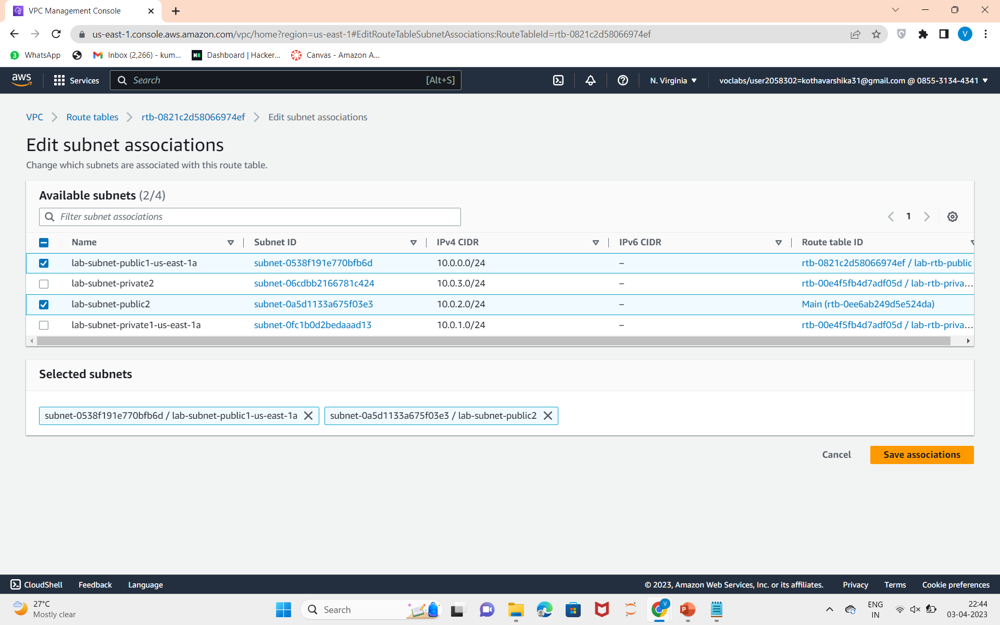 VPC Management Console
us-east-1.console.aws.amazon.com/vpc/home?region=us-east-1#EditRouteTableSubnetAssociations:RouteTableId=rtb-0821c2d58066974ef
V
3 WhatsApp Inbox (2,266) - kum... Dashboard | Hacker... Canvas - Amazon A...
aws Services Search [Alt+S] N. Virginia voclabs/user2058302=kothavarshika31@gmail.com @ 0855-3134-4341
VPC Route tables rtb-0821c2d58066974ef Edit subnet associations
Edit subnet associations
Change which subnets are associated with this route table.
Available subnets (2/4)
Filter subnet associations 1
Name Subnet ID IPv4 CIDR IPv6 CIDR Route table ID
lab-subnet-public1-us-east-1a subnet-0538f191e770bfb6d 10.0.0.0/24 – rtb-0821c2d58066974ef / lab-rtb-public
lab-subnet-private2 subnet-06cdbb2166781c424 10.0.3.0/24 – rtb-00e4f5fb4d7adf05d / lab-rtb-priva...
lab-subnet-public2 subnet-0a5d1133a675f03e3 10.0.2.0/24 – Main (rtb-0ee6ab249d5e524da)
lab-subnet-private1-us-east-1a subnet-0fc1b0d2bedaaad13 10.0.1.0/24 – rtb-00e4f5fb4d7adf05d / lab-rtb-priva...
Selected subnets
subnet-0538f191e770bfb6d / lab-subnet-public1-us-east-1a subnet-0a5d1133a675f03e3 / lab-subnet-public2
Cancel Save associations
CloudShell Feedback Language © 2023, Amazon Web Services, Inc. or its affiliates. Privacy Terms Cookie preferences
27°C
Mostly clear
Search
V
P
ENG
IN
22:44
03-04-2023